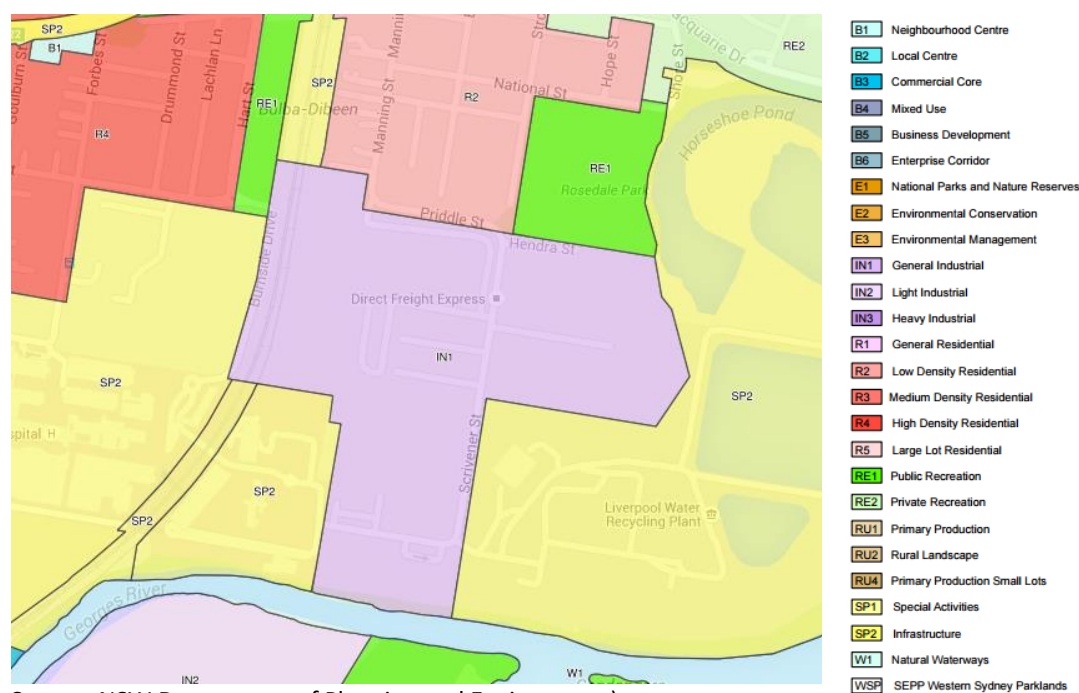 SP2
B1
Goulburn St
Forbes St
Drummond St
Lachlan Ln
Hart St
R4
RE1
Bulba-Dibeen
SP2
Manning St
R2
National St
Hope St
Shore St
RE2
Horseshoe Pond
RE1
Rosedale Park
Priddle St
Hendra St
Burnside Drive
Direct Freight Express
IN1
SP2
SP2
Scrivener St
SP2
SP2
Liverpool Water
Recycling Plant
Georges River
IN2
W1
B1 Neighbourhood Centre
B2 Local Centre
B3 Commercial Core
B4 Mixed Use
B5 Business Development
B6 Enterprise Corridor
E1 National Parks and Nature Reserves
E2 Environmental Conservation
E3 Environmental Management
IN1 General Industrial
IN2 Light Industrial
IN3 Heavy Industrial
R1 General Residential
R2 Low Density Residential
R3 Medium Density Residential
R4 High Density Residential
R5 Large Lot Residential
RE1 Public Recreation
RE2 Private Recreation
RU1 Primary Production
RU2 Rural Landscape
RU4 Primary Production Small Lots
SP1 Special Activities
SP2 Infrastructure
W1 Natural Waterways
WSP SEPP Western Sydney Parklands